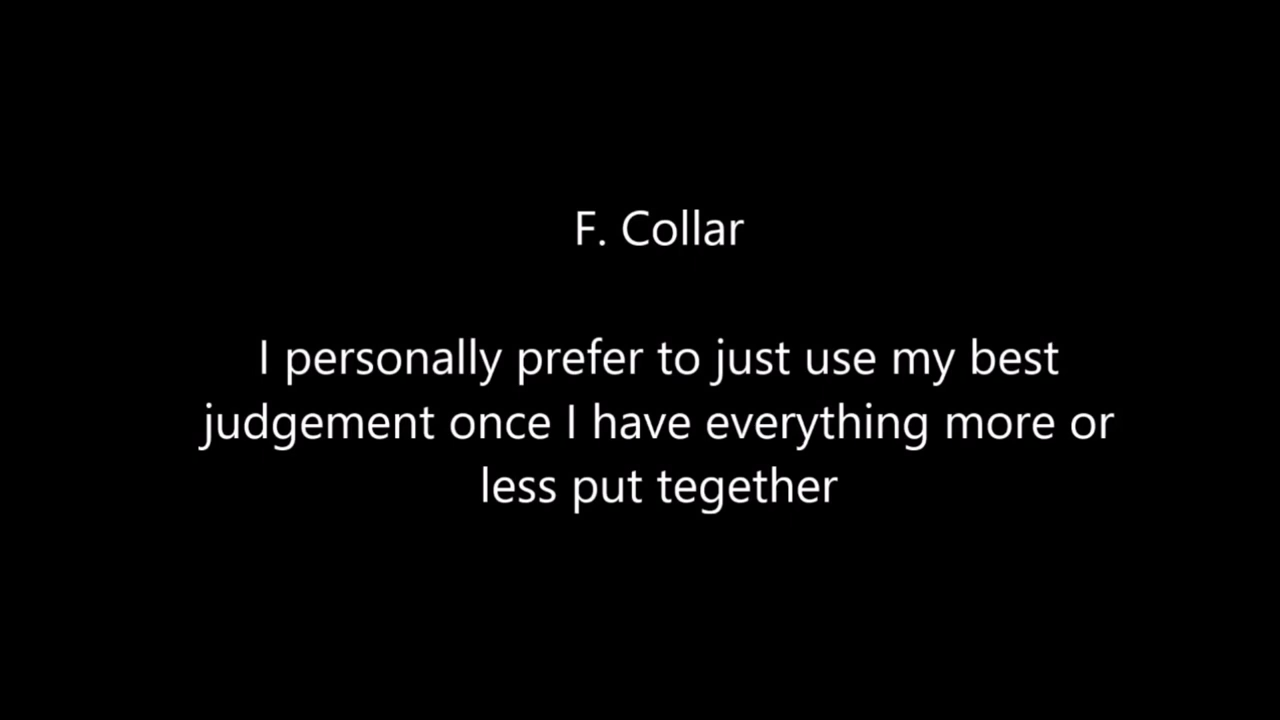 F. Collar
I personally prefer to just use my best
judgement once I have everything more or
less put tegether